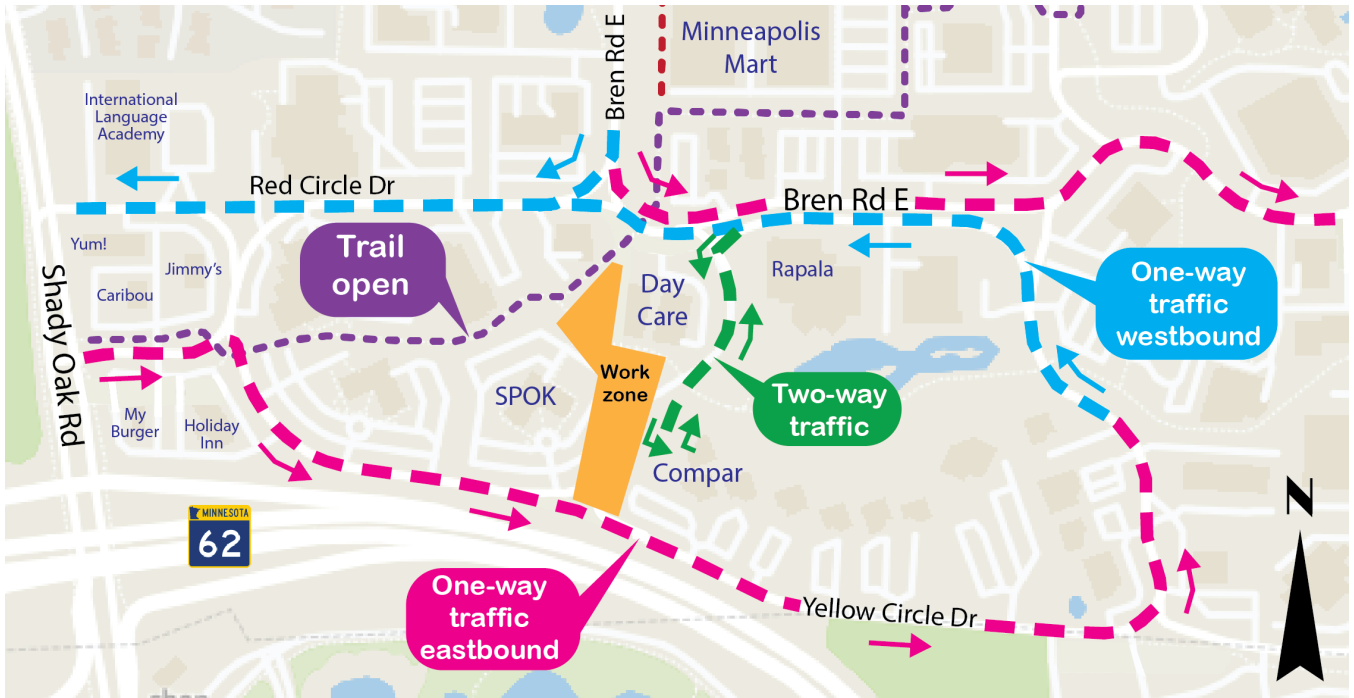 Bren Rd E
Minneapolis
Mart
International
Language
Academy
Red Circle Dr
Bren Rd E
Trail
open
Yum!
Jimmy's
Caribou
Day
Care
Rapala
One-way
traffic
westbound
Shady Oak Rd
SPOK
Work
zone
Two-way
traffic
My
Burger
Holiday
Inn
Compar
MINNESOTA
62
N
One-way
traffic
eastbound
Yellow Circle Dr